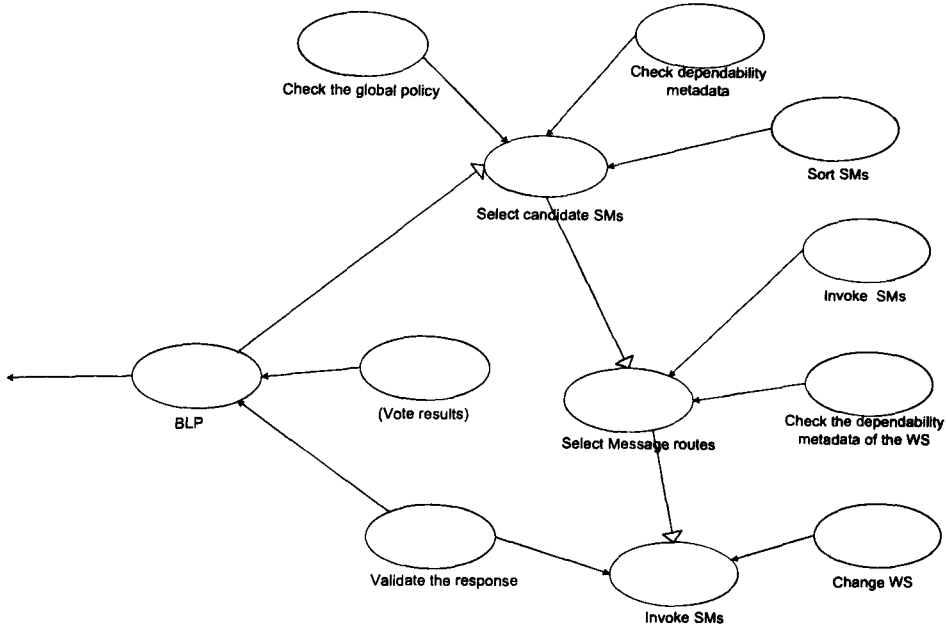 Check the global policy
Check dependability
metadata
Sort SMs
Select candidate SMs
Invoke SMs
(Vote results)
BLP
Check the dependability
metadata of the WS
Select Message routes
Validate the response
Change WS
Invoke SMs